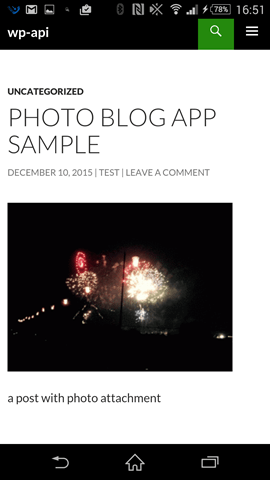 78% 16:51
wp-api
UNCATEGORIZED
PHOTO BLOG APP
SAMPLE
DECEMBER 10, 2015 | TEST | LEAVE A COMMENT
a post with photo attachment